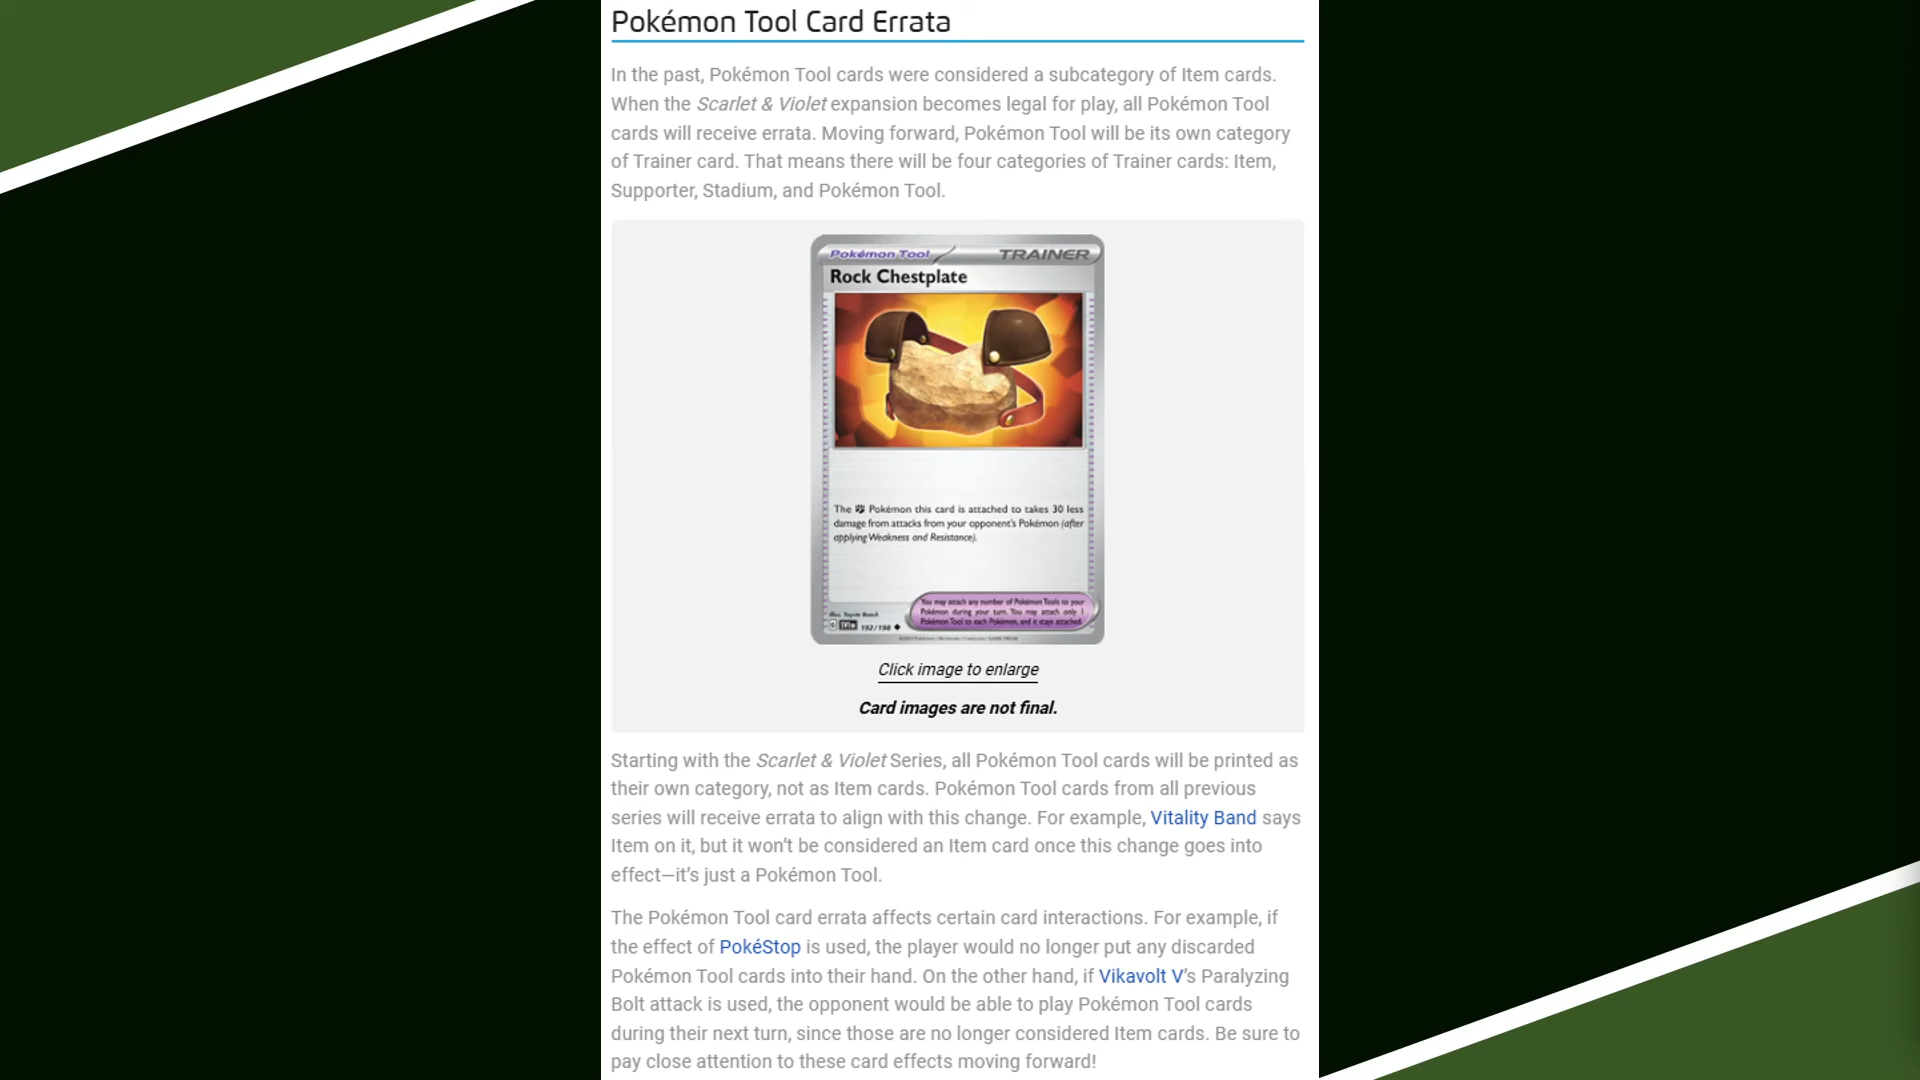 Pokémon Tool Card Errata
In the past, Pokémon Tool cards were considered a subcategory of Item cards.
When the Scarlet & Violet expansion becomes legal for play, all Pokémon Tool
cards will receive errata. Moving forward, Pokémon Tool will be its own category
of Trainer card. That means there will be four categories of Trainer cards: Item,
Supporter, Stadium, and Pokémon Tool.
Pokémon Tool
TRAINER
Rock Chestplate
The Pokémon this card is attached to takes 30 less
damage from attacks from your opponent's Pokémon (after
applying Weakness and Resistance).
You may attach any number of Pokémon Tools to your
Pokémon during your turn. You may attach only 1
Pokémon Tool to each Pokémon, and it stays attached.
Illus. Toyste Beach
192/198
Click image to enlarge
Card images are not final.
Starting with the Scarlet & Violet Series, all Pokémon Tool cards will be printed as
their own category, not as Item cards. Pokémon Tool cards from all previous
series will receive errata to align with this change. For example, Vitality Band says
Item on it, but it won't be considered an Item card once this change goes into
effect—it's just a Pokémon Tool.
The Pokémon Tool card errata affects certain card interactions. For example, if
the effect of PokéStop is used, the player would no longer put any discarded
Pokémon Tool cards into their hand. On the other hand, if Vikavolt V's Paralyzing
Bolt attack is used, the opponent would be able to play Pokémon Tool cards
during their next turn, since those are no longer considered Item cards. Be sure to
pay close attention to these card effects moving forward!